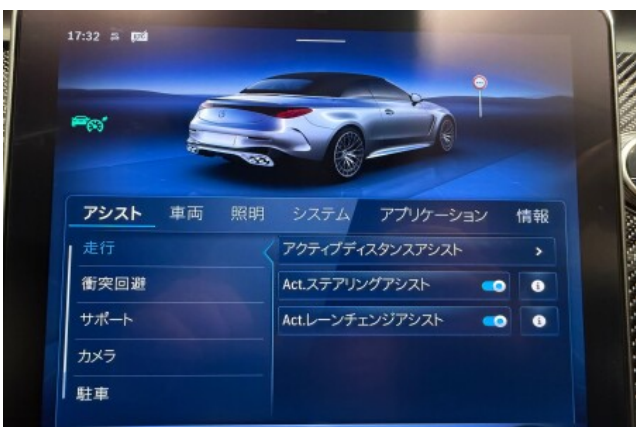 17:32
アシスト 車両 照明 システム アプリケーション 情報
走行
アクティブディスタンスアシスト
衝突回避
Act.ステアリングアシスト
サポート
Act.レーンチェンジアシスト
カメラ
駐車